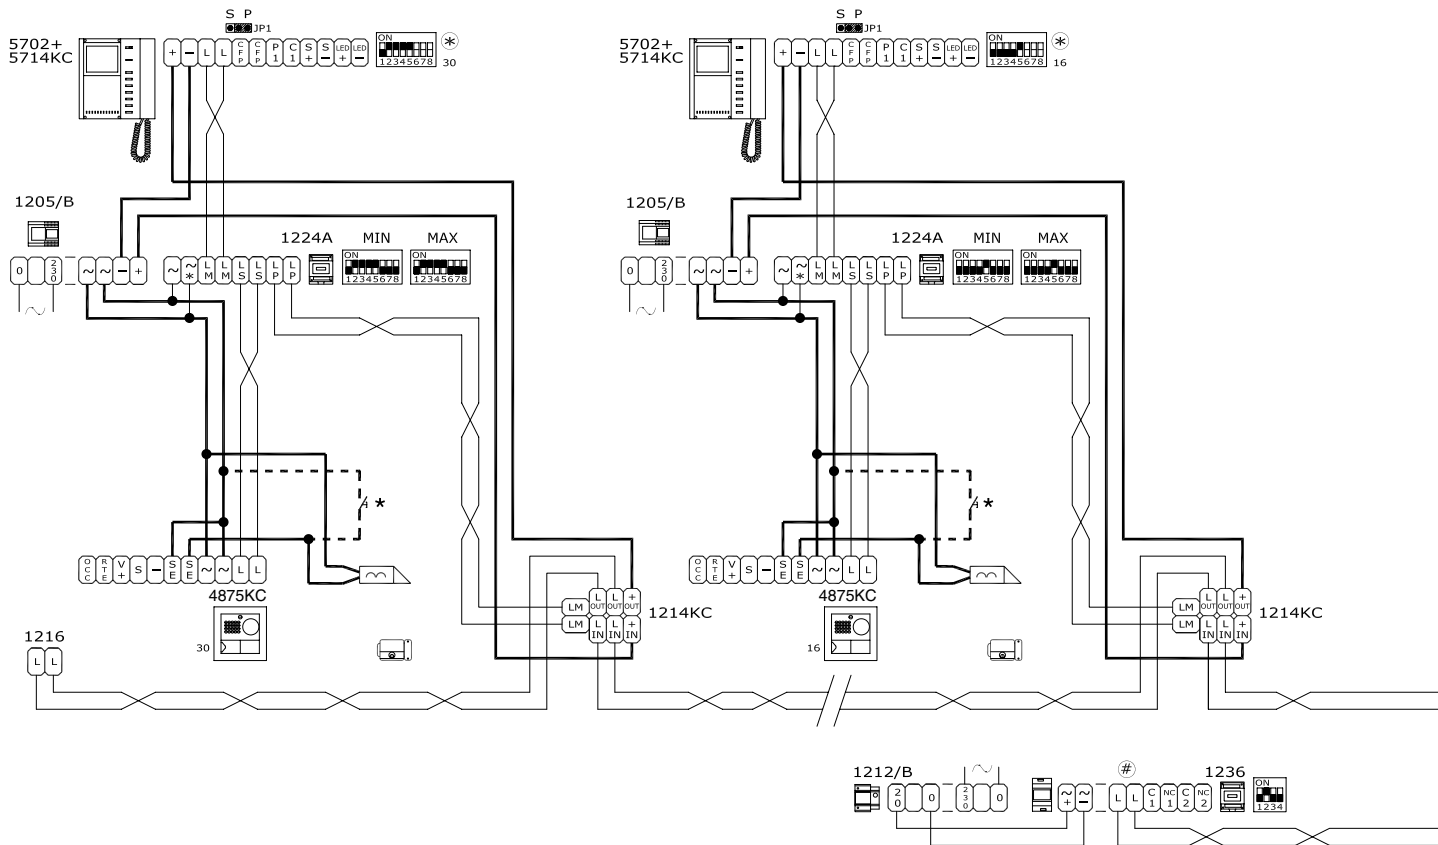 S P
JP1
5702+
5714KC
+ − L L CFP CFP P1 C1 S+ S− LED+ LED−
ON
12345678
*
30
S P
JP1
5702+
5714KC
+ − L L CFP CFP P1 C1 S+ S− LED+ LED−
ON
12345678
*
16
1205/B
0 230
~ ~ − +
~ ~* LM LM LS LS LP LP
1224A
MIN
ON
12345678
MAX
ON
12345678
1205/B
0 230
~ ~ − +
~ ~* LM LM LS LS LP LP
1224A
MIN
ON
12345678
MAX
ON
12345678
*
*
OCC RTE V+ S − SE SE ~ ~ L L
4875KC
30
OCC RTE V+ S − SE SE ~ ~ L L
4875KC
16
LM
LM
L OUT L OUT + OUT
L IN L IN + IN
1214KC
LM
LM
L OUT L OUT + OUT
L IN L IN + IN
1214KC
1216
L L
1212/B
20 0
230 0
~+ ~−
#
L L C1 NC1 C2 NC2
1236
ON
1234